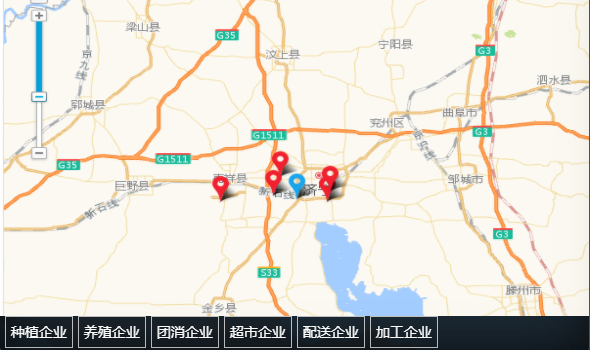 梁山县
G35
宁阳县
汶上县
G3
京九线
泗水县
郓城县
曲阜市
兖州区
G1511
G3
G35
G1511
嘉祥县
巨野县
新石线
济
邹城市
新石线
G3
S33
滕州市
金乡县
种植企业 养殖企业 团消企业 超市企业 配送企业 加工企业